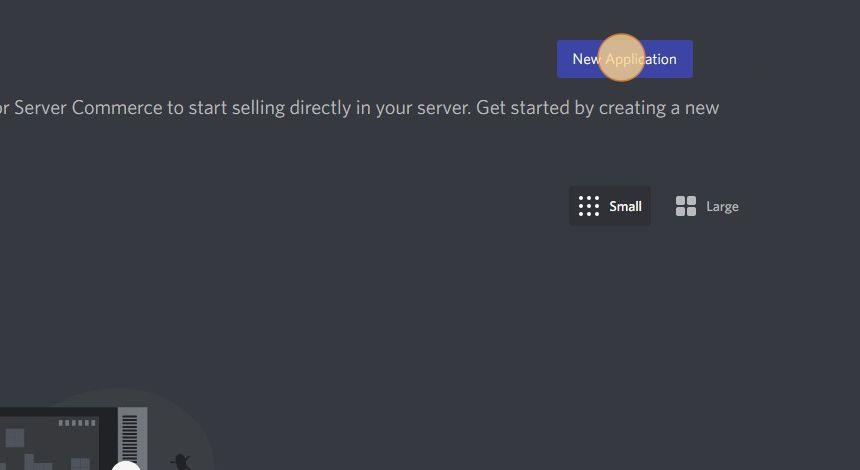 New Application
or Server Commerce to start selling directly in your server. Get started by creating a new
Small
Large